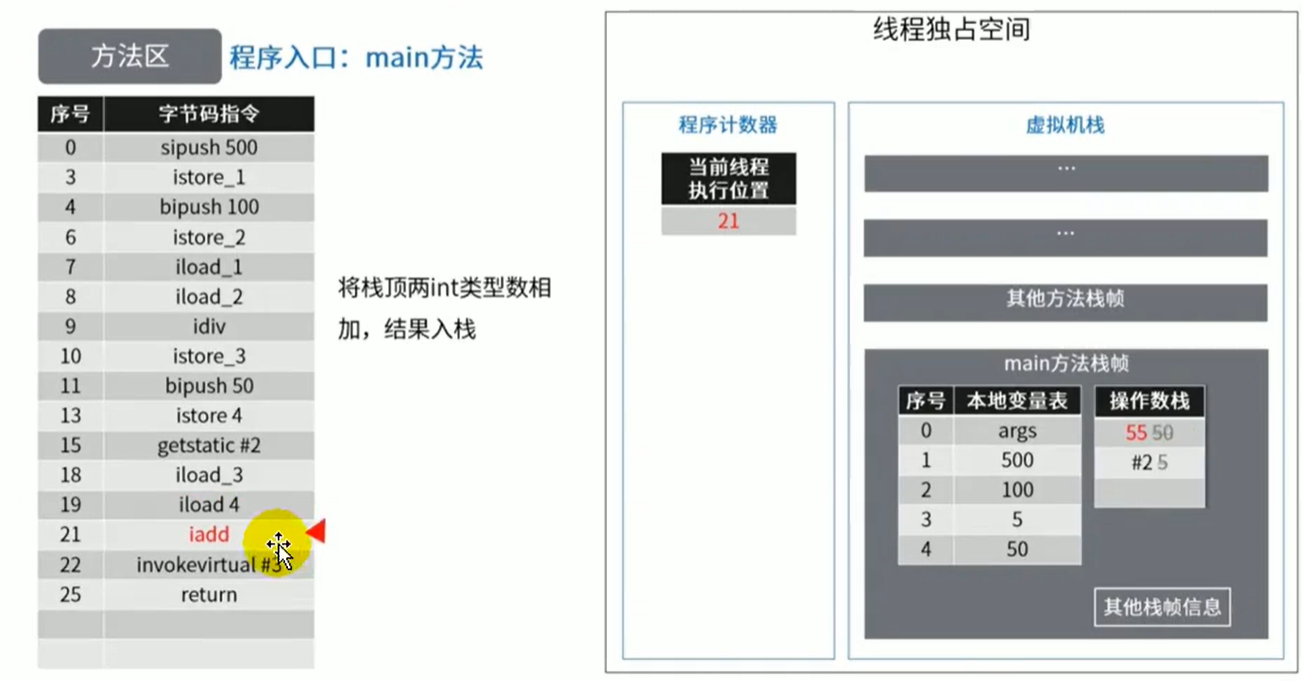 方法区 程序入口：main方法
序号 字节码指令
0 sipush 500
3 istore_1
4 bipush 100
6 istore_2
7 iload_1
8 iload_2
9 idiv
10 istore_3
11 bipush 50
13 istore 4
15 getstatic #2
18 iload_3
19 iload 4
21 iadd
22 invokevirtual #3
25 return
将栈顶两int类型数相
加，结果入栈
线程独占空间
程序计数器
当前线程
执行位置
21
虚拟机栈
...
...
其他方法栈帧
main方法栈帧
序号 本地变量表
0 args
1 500
2 100
3 5
4 50
操作数栈
55 50
#2 5
其他栈帧信息